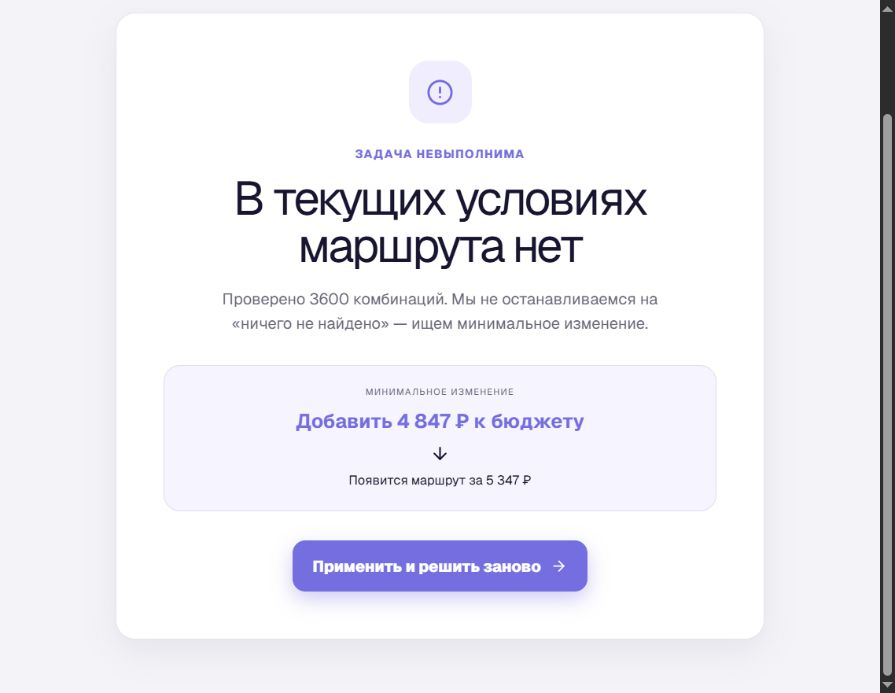 ЗАДАЧА НЕВЫПОЛНИМА
В текущих условиях
маршрута нет
Проверено 3600 комбинаций. Мы не останавливаемся на
«ничего не найдено» — ищем минимальное изменение.
МИНИМАЛЬНОЕ ИЗМЕНЕНИЕ
Добавить 4 847 ₽ к бюджету
Появится маршрут за 5 347 ₽
Применить и решить заново →